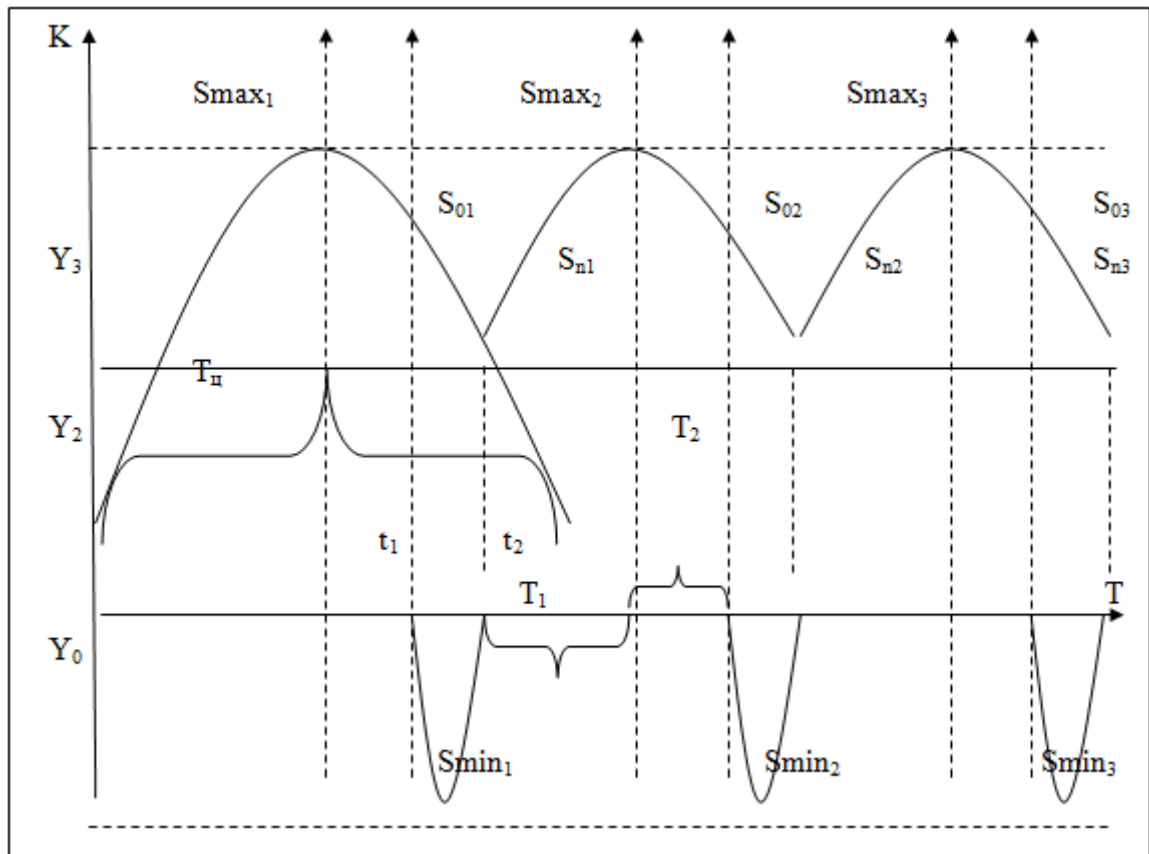 K
Smax₁ Smax₂ Smax₃
S₀₁ S₀₂ S₀₃
Y₃ Sₙ₁ Sₙ₂ Sₙ₃
Tц
Y₂ T₂
t₁ t₂
T₁ T
Y₀
Smin₁ Smin₂ Smin₃